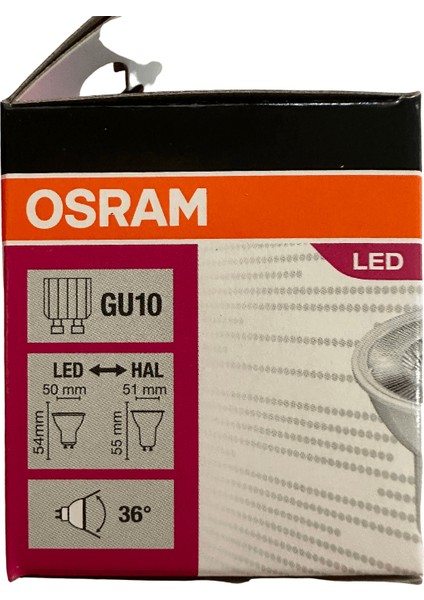 OSRAM
LED
GU10
LED ↔ HAL
50 mm 51 mm
54mm
55 mm
36°